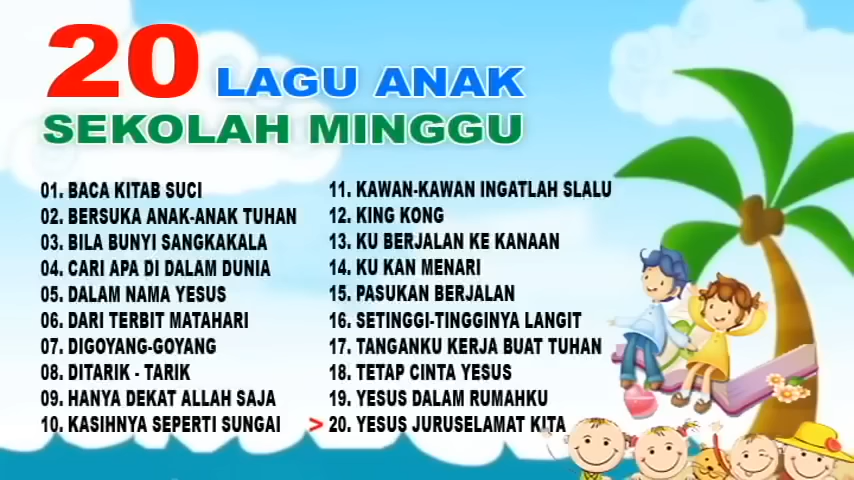 20 LAGU ANAK
SEKOLAH MINGGU
01. BACA KITAB SUCI
02. BERSUKA ANAK-ANAK TUHAN
03. BILA BUNYI SANGKAKALA
04. CARI APA DI DALAM DUNIA
05. DALAM NAMA YESUS
06. DARI TERBIT MATAHARI
07. DIGOYANG-GOYANG
08. DITARIK - TARIK
09. HANYA DEKAT ALLAH SAJA
10. KASIHNYA SEPERTI SUNGAI
11. KAWAN-KAWAN INGATLAH SLALU
12. KING KONG
13. KU BERJALAN KE KANAAN
14. KU KAN MENARI
15. PASUKAN BERJALAN
16. SETINGGI-TINGGINYA LANGIT
17. TANGANKU KERJA BUAT TUHAN
18. TETAP CINTA YESUS
19. YESUS DALAM RUMAHKU
> 20. YESUS JURUSELAMAT KITA